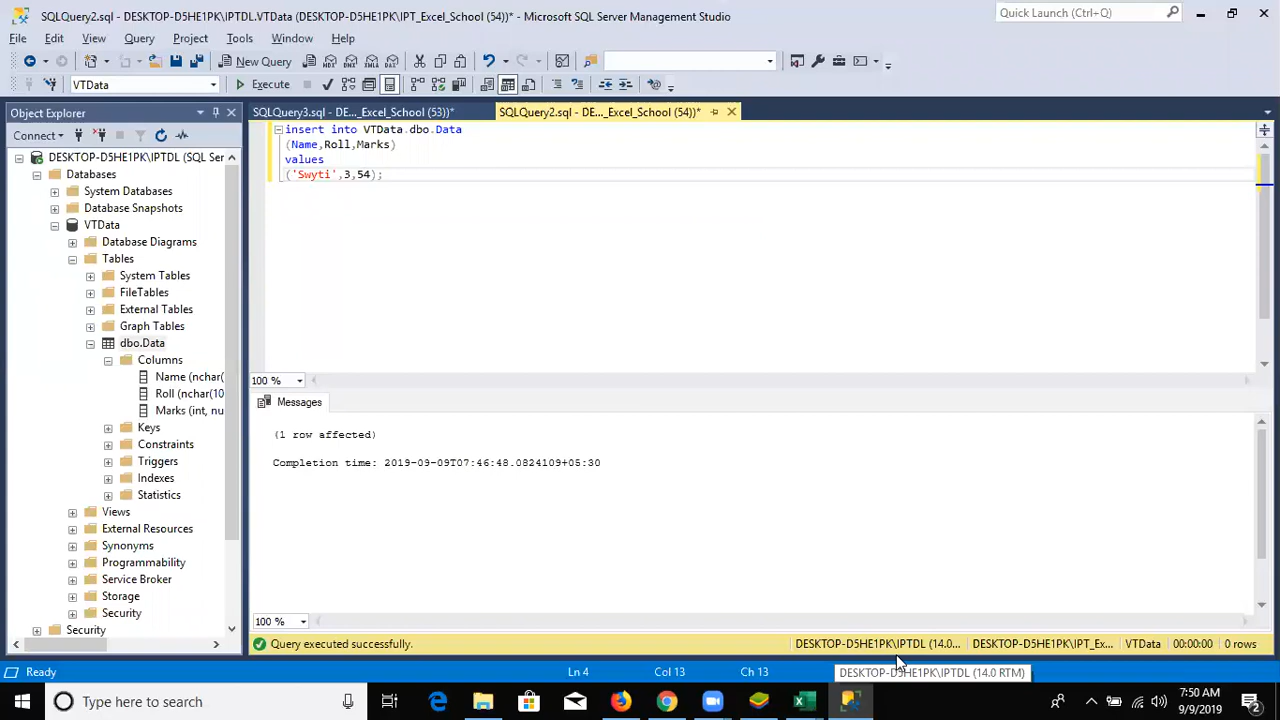 SQLQuery2.sql - DESKTOP-D5HE1PK\IPTDL.VTData (DESKTOP-D5HE1PK\IPT_Excel_School (54))* - Microsoft SQL Server Management Studio
Quick Launch (Ctrl+Q)
File Edit View Query Project Tools Window Help
New Query
VTData Execute
Object Explorer
SQLQuery3.sql - DE..._Excel_School (53))*
SQLQuery2.sql - DE..._Excel_School (54))*
Connect
insert into VTData.dbo.Data
(Name,Roll,Marks)
values
('Swyti',3,54);
DESKTOP-D5HE1PK\IPTDL (SQL Ser
Databases
System Databases
Database Snapshots
VTData
Database Diagrams
Tables
System Tables
FileTables
External Tables
Graph Tables
dbo.Data
Columns
Name (nchar(
Roll (nchar(10
Marks (int, nu
Keys
Constraints
Triggers
Indexes
Statistics
Views
External Resources
Synonyms
Programmability
Service Broker
Storage
Security
Security
100 %
Messages
(1 row affected)
Completion time: 2019-09-09T07:46:48.0824109+05:30
100 %
Query executed successfully.
DESKTOP-D5HE1PK\IPTDL (14.0... DESKTOP-D5HE1PK\IPT_Ex... VTData 00:00:00 0 rows
Ready Ln 4 Col 13 Ch 13
DESKTOP-D5HE1PK\IPTDL (14.0 RTM)
Type here to search
7:50 AM
9/9/2019
2